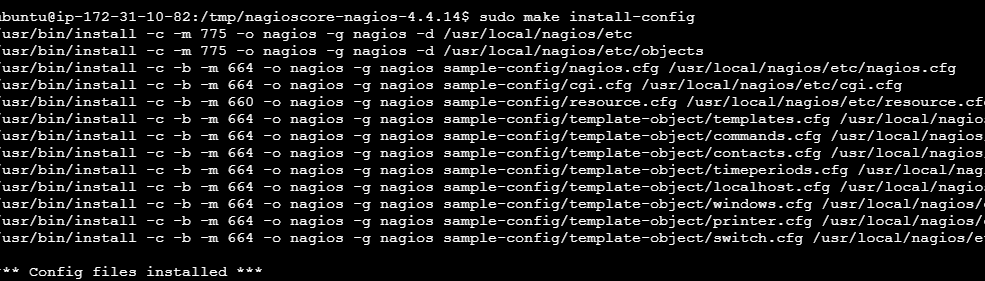 ubuntu@ip-172-31-10-82:/tmp/nagioscore-nagios-4.4.14$ sudo make install-config
/usr/bin/install -c -m 775 -o nagios -g nagios -d /usr/local/nagios/etc
/usr/bin/install -c -m 775 -o nagios -g nagios -d /usr/local/nagios/etc/objects
/usr/bin/install -c -b -m 664 -o nagios -g nagios sample-config/nagios.cfg /usr/local/nagios/etc/nagios.cfg
/usr/bin/install -c -b -m 664 -o nagios -g nagios sample-config/cgi.cfg /usr/local/nagios/etc/cgi.cfg
/usr/bin/install -c -b -m 660 -o nagios -g nagios sample-config/resource.cfg /usr/local/nagios/etc/resource.cfg
/usr/bin/install -c -b -m 664 -o nagios -g nagios sample-config/template-object/templates.cfg /usr/local/nagios
/usr/bin/install -c -b -m 664 -o nagios -g nagios sample-config/template-object/commands.cfg /usr/local/nagios/
/usr/bin/install -c -b -m 664 -o nagios -g nagios sample-config/template-object/contacts.cfg /usr/local/nagios/
/usr/bin/install -c -b -m 664 -o nagios -g nagios sample-config/template-object/timeperiods.cfg /usr/local/nag
/usr/bin/install -c -b -m 664 -o nagios -g nagios sample-config/template-object/localhost.cfg /usr/local/nagios
/usr/bin/install -c -b -m 664 -o nagios -g nagios sample-config/template-object/windows.cfg /usr/local/nagios/e
/usr/bin/install -c -b -m 664 -o nagios -g nagios sample-config/template-object/printer.cfg /usr/local/nagios/e
/usr/bin/install -c -b -m 664 -o nagios -g nagios sample-config/template-object/switch.cfg /usr/local/nagios/et
*** Config files installed ***